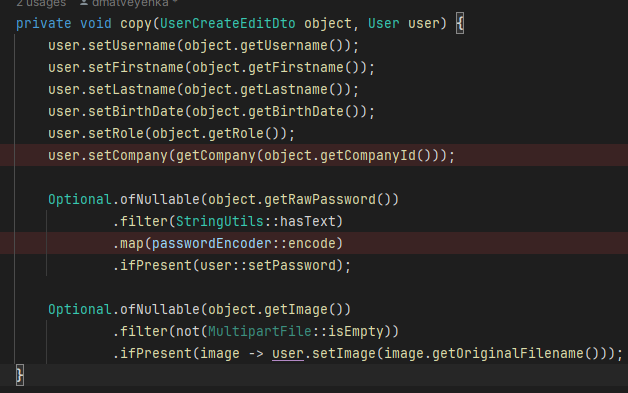 2 usages dmatveyenka *
private void copy(UserCreateEditDto object, User user) {
    user.setUsername(object.getUsername());
    user.setFirstname(object.getFirstname());
    user.setLastname(object.getLastname());
    user.setBirthDate(object.getBirthDate());
    user.setRole(object.getRole());
    user.setCompany(getCompany(object.getCompanyId()));

    Optional.ofNullable(object.getRawPassword())
            .filter(StringUtils::hasText)
            .map(passwordEncoder::encode)
            .ifPresent(user::setPassword);

    Optional.ofNullable(object.getImage())
            .filter(not(MultipartFile::isEmpty))
            .ifPresent(image -> user.setImage(image.getOriginalFilename()));
}